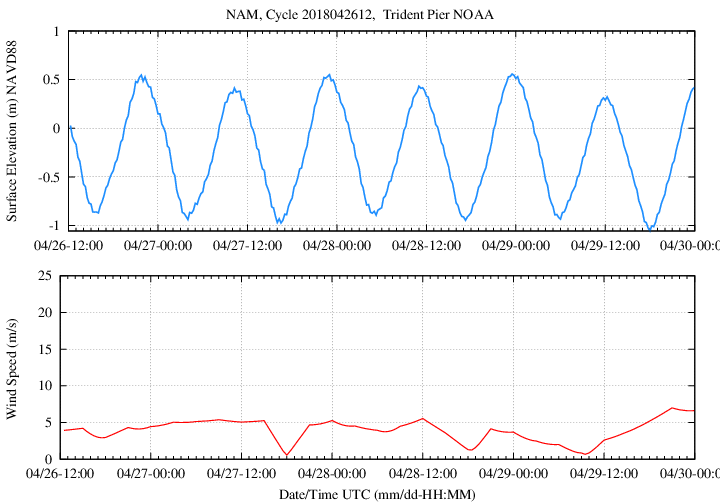 NAM, Cycle 2018042612,  Trident Pier NOAA
Surface Elevation (m) NAVD88
1
0.5
0
-0.5
-1
04/26-12:00 04/27-00:00 04/27-12:00 04/28-00:00 04/28-12:00 04/29-00:00 04/29-12:00 04/30-00:0
Wind Speed (m/s)
25
20
15
10
5
0
04/26-12:00 04/27-00:00 04/27-12:00 04/28-00:00 04/28-12:00 04/29-00:00 04/29-12:00 04/30-00:0
Date/Time UTC (mm/dd-HH:MM)